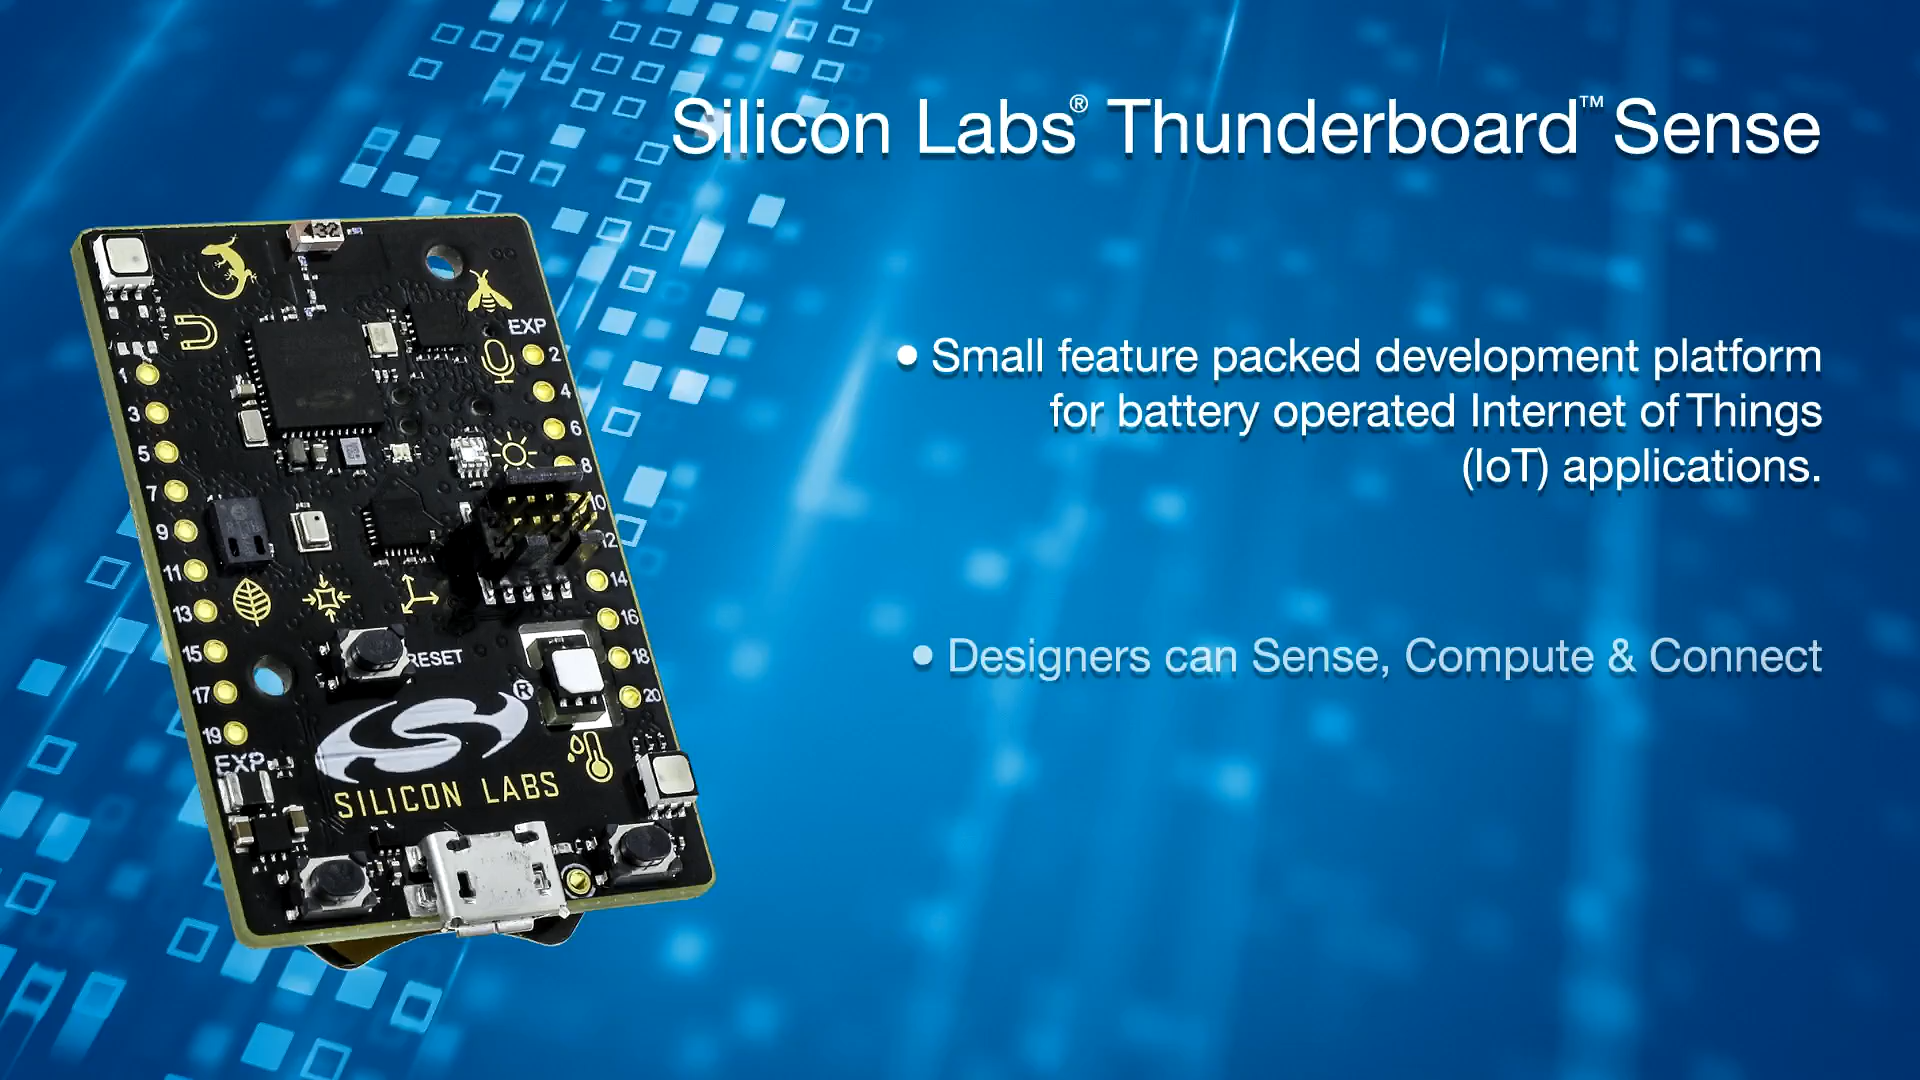 Silicon Labs® Thunderboard™ Sense
• Small feature packed development platform
for battery operated Internet of Things
(IoT) applications.
• Designers can Sense, Compute & Connect
432
EXP
2
4
6
8
10
12
14
16
18
20
1
3
5
7
9
11
13
15
17
19
EXP
RESET
®
SILICON LABS